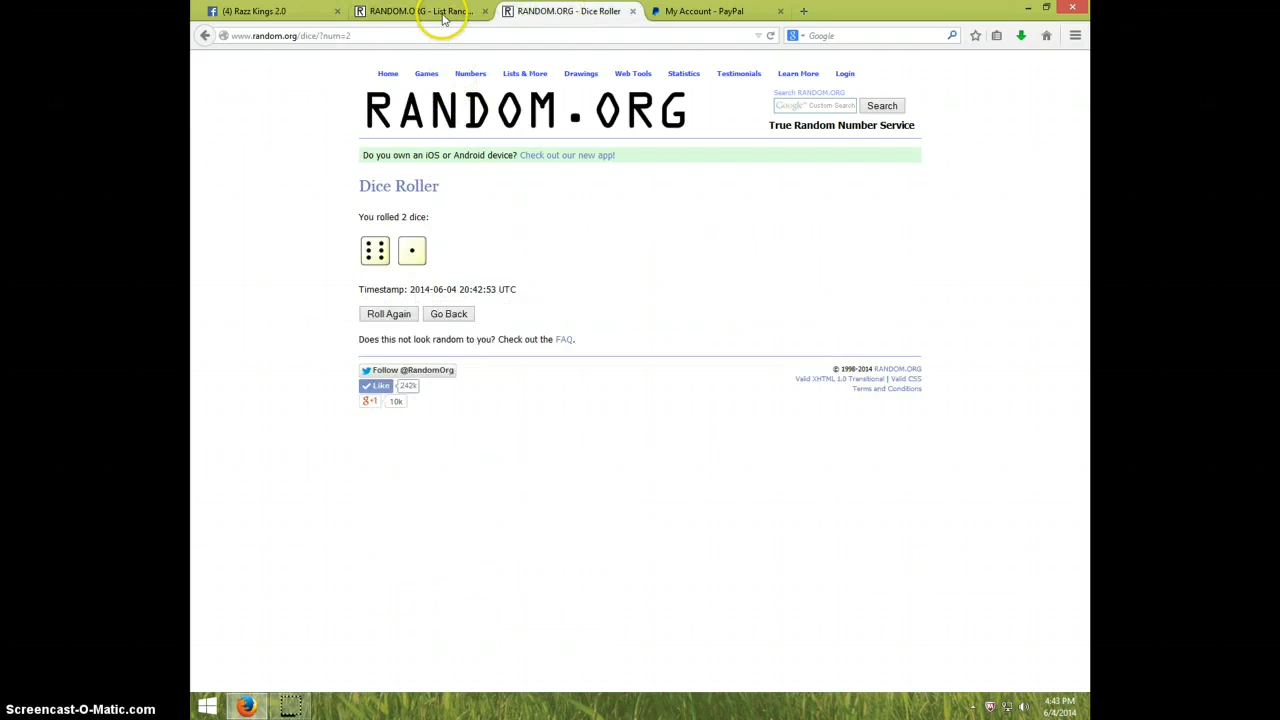 (4) Razz Kings 2.0
RANDOM.ORG - List Ranc...
RANDOM.ORG - Dice Roller
My Account - PayPal
www.random.org/dice/?num=2
Google
Home Games Numbers Lists & More Drawings Web Tools Statistics Testimonials Learn More Login
RANDOM.ORG
Search RANDOM.ORG
Google™ Custom Search
Search
True Random Number Service
Do you own an iOS or Android device? Check out our new app!
Dice Roller
You rolled 2 dice:
Timestamp: 2014-06-04 20:42:53 UTC
Roll Again Go Back
Does this not look random to you? Check out the FAQ.
Follow @RandomOrg
Like 242k
g+1 10k
© 1998-2014 RANDOM.ORG
Valid XHTML 1.0 Transitional | Valid CSS
Terms and Conditions
Screencast-O-Matic.com
4:43 PM
6/4/2014